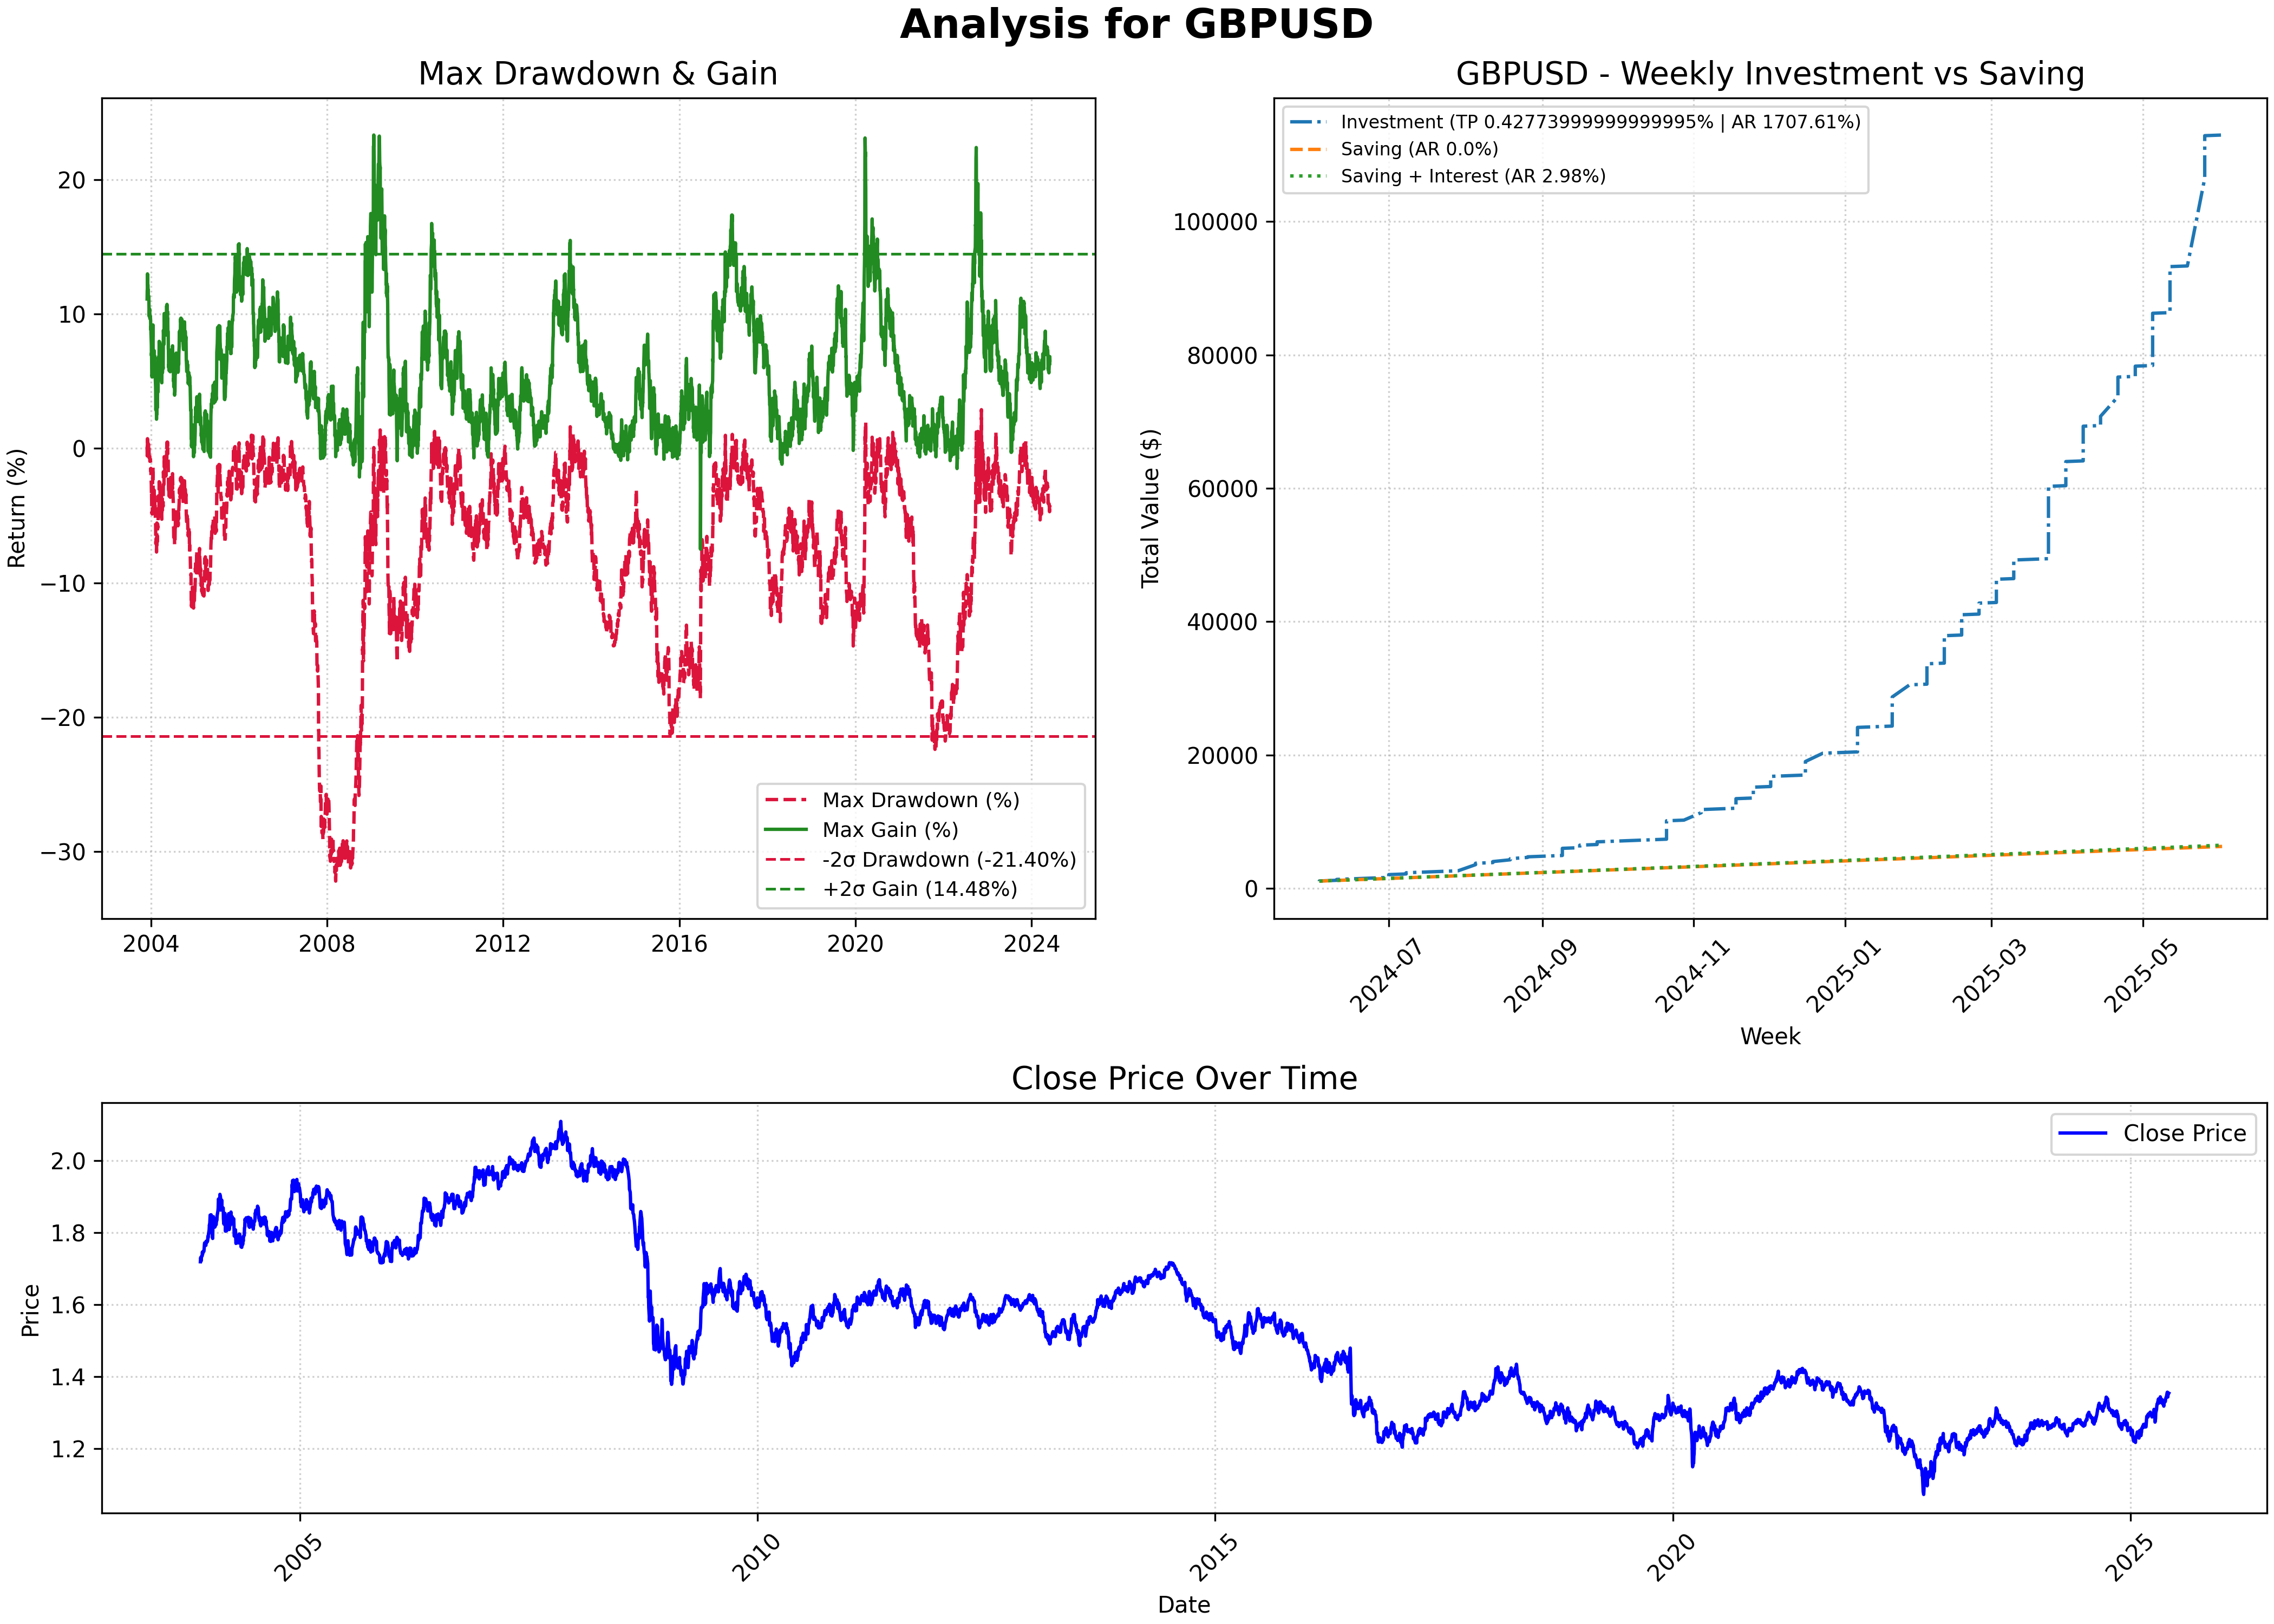 Analysis for GBPUSD
Max Drawdown & Gain
Return (%)
20
10
0
−10
−20
−30
2004
2008
2012
2016
2020
2024
Max Drawdown (%)
Max Gain (%)
-2σ Drawdown (-21.40%)
+2σ Gain (14.48%)
GBPUSD - Weekly Investment vs Saving
Investment (TP 0.42773999999999995% | AR 1707.61%)
Saving (AR 0.0%)
Saving + Interest (AR 2.98%)
Total Value ($)
100000
80000
60000
40000
20000
0
2024-07
2024-09
2024-11
2025-01
2025-03
2025-05
Week
Close Price Over Time
Close Price
Price
2.0
1.8
1.6
1.4
1.2
2005
2010
2015
2020
2025
Date